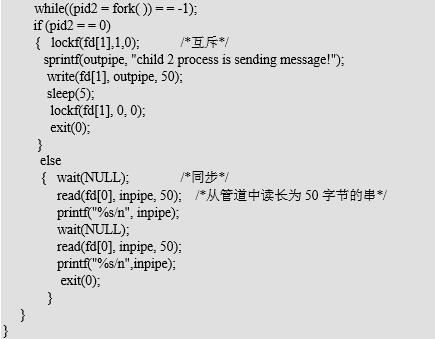 while((pid2 = fork( )) = = -1);
if (pid2 = = 0)
{ lockf(fd[1],1,0); /*互斥*/
sprintf(outpipe, "child 2 process is sending message!");
write(fd[1], outpipe, 50);
sleep(5);
lockf(fd[1], 0, 0);
exit(0);
}
else
{ wait(NULL); /*同步*/
read(fd[0], inpipe, 50); /*从管道中读长为 50 字节的串*/
printf("%s/n", inpipe);
wait(NULL);
read(fd[0], inpipe, 50);
printf("%s/n",inpipe);
exit(0);
}
}
}